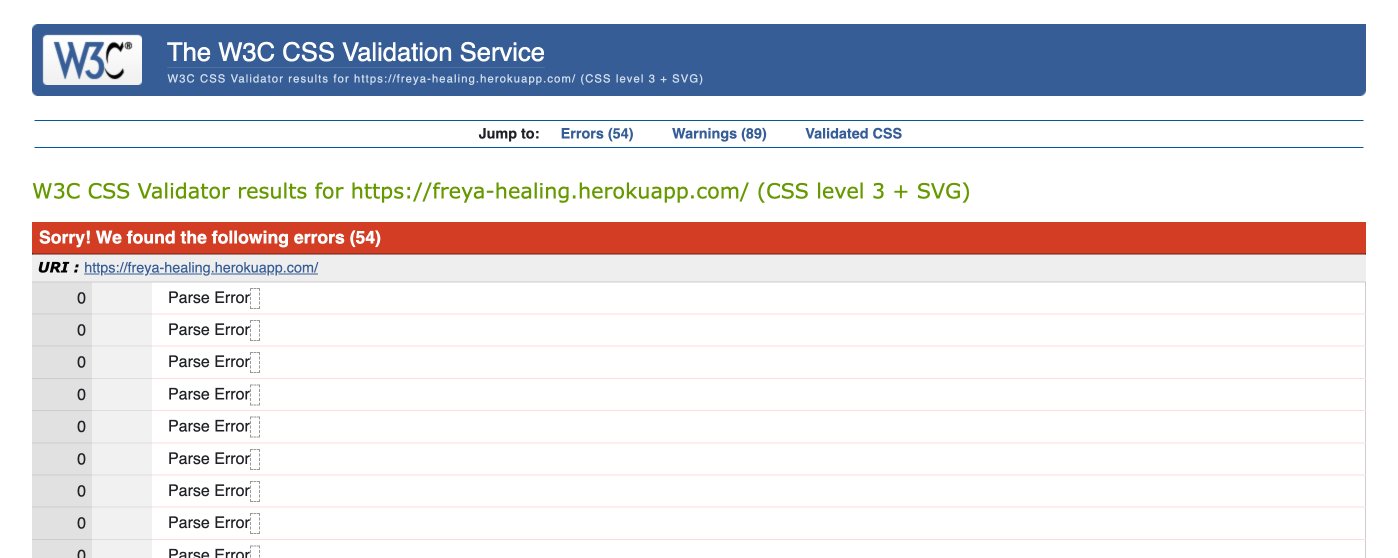 W3C®
The W3C CSS Validation Service
W3C CSS Validator results for https://freya-healing.herokuapp.com/ (CSS level 3 + SVG)
Jump to: Errors (54) Warnings (89) Validated CSS
W3C CSS Validator results for https://freya-healing.herokuapp.com/ (CSS level 3 + SVG)
Sorry! We found the following errors (54)
URI : https://freya-healing.herokuapp.com/
0 Parse Error
0 Parse Error
0 Parse Error
0 Parse Error
0 Parse Error
0 Parse Error
0 Parse Error
0 Parse Error
0 Parse Error